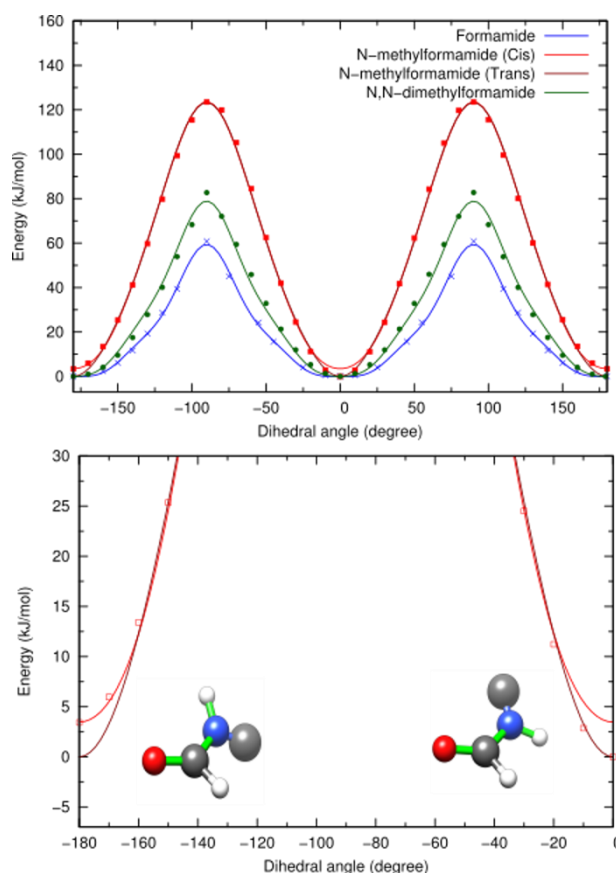 160
140
120
100
80
60
40
20
0
Energy (kJ/mol)
Formamide
N−methylformamide (Cis)
N−methylformamide (Trans)
N,N−dimethylformamide
−150 −100 −50 0 50 100 150
Dihedral angle (degree)
30
25
20
15
10
5
0
−5
Energy (kJ/mol)
−180 −160 −140 −120 −100 −80 −60 −40 −20 0
Dihedral angle (degree)